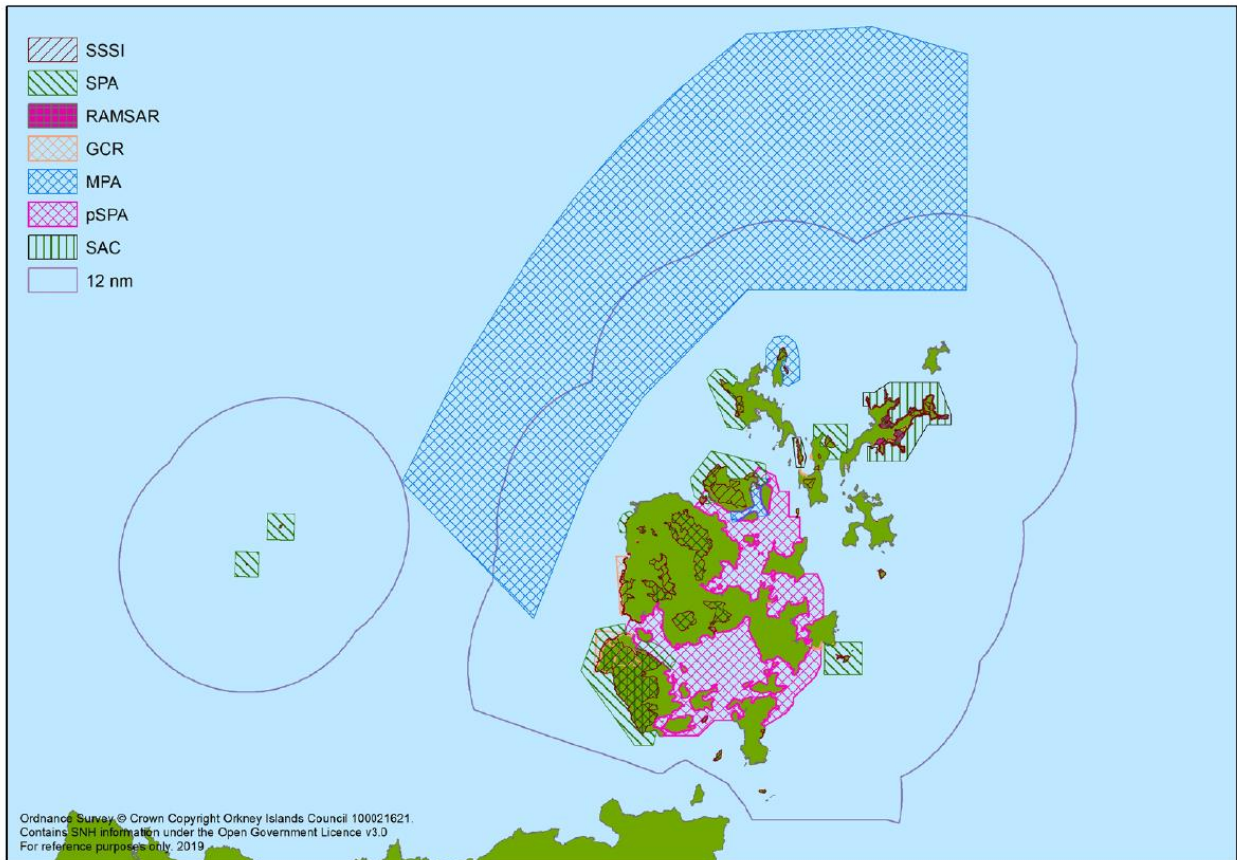 SSSI
SPA
RAMSAR
GCR
MPA
pSPA
SAC
12 nm
Ordnance Survey © Crown Copyright Orkney Islands Council 100021621.
Contains SNH information under the Open Government Licence v3.0
For reference purposes only. 2019